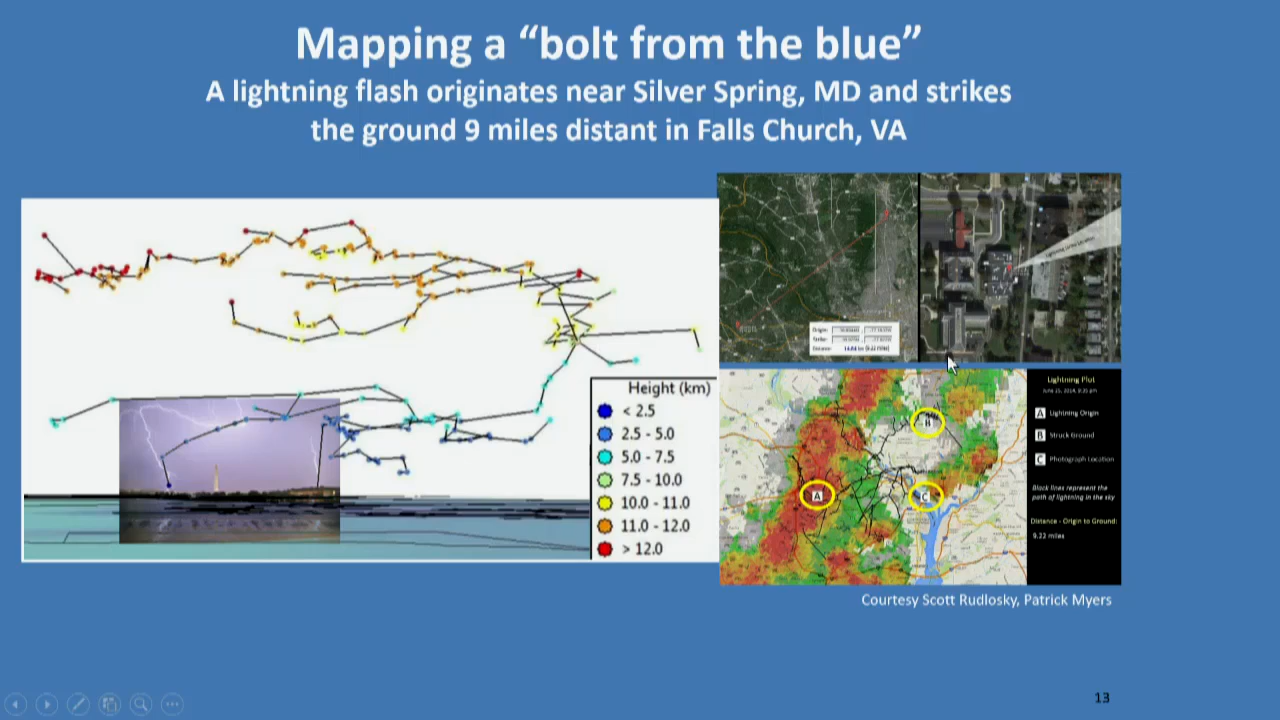 Mapping a “bolt from the blue”
A lightning flash originates near Silver Spring, MD and strikes
the ground 9 miles distant in Falls Church, VA
Height (km)
< 2.5
2.5 - 5.0
5.0 - 7.5
7.5 - 10.0
10.0 - 11.0
11.0 - 12.0
> 12.0
Origin:
Strike:
Distance:
A
B
C
Lightning Plot
A Lightning Origin
B Struck Ground
C Photograph Location
Black lines represent the
path of lightning in the sky
Distance - Origin to Ground:
9.22 miles
Courtesy Scott Rudlosky, Patrick Myers
13